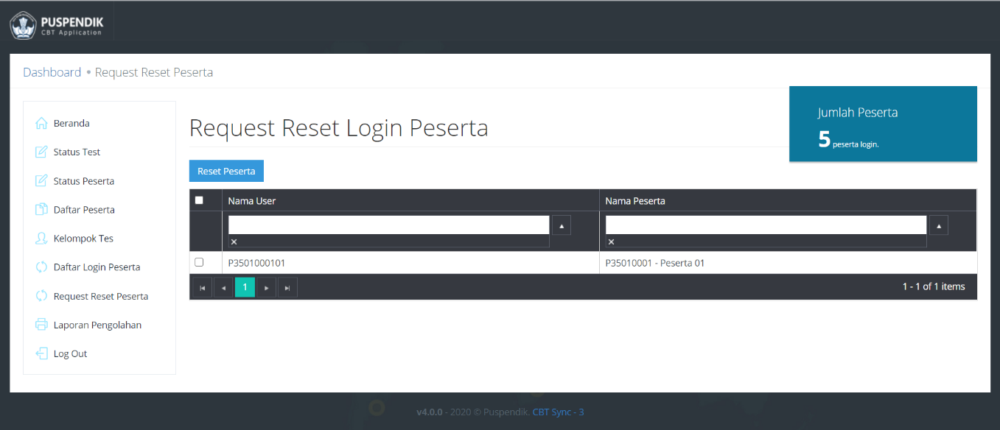 PUSPENDIK
CBT Application
Dashboard • Request Reset Peserta
Jumlah Peserta
5 peserta login.
Beranda
Status Test
Status Peserta
Daftar Peserta
Kelompok Tes
Daftar Login Peserta
Request Reset Peserta
Laporan Pengolahan
Log Out
Request Reset Login Peserta
Reset Peserta
Nama User Nama Peserta
P3501000101 P35010001 - Peserta 01
1 1 - 1 of 1 items
v4.0.0 - 2020 © Puspendik. CBT Sync - 3